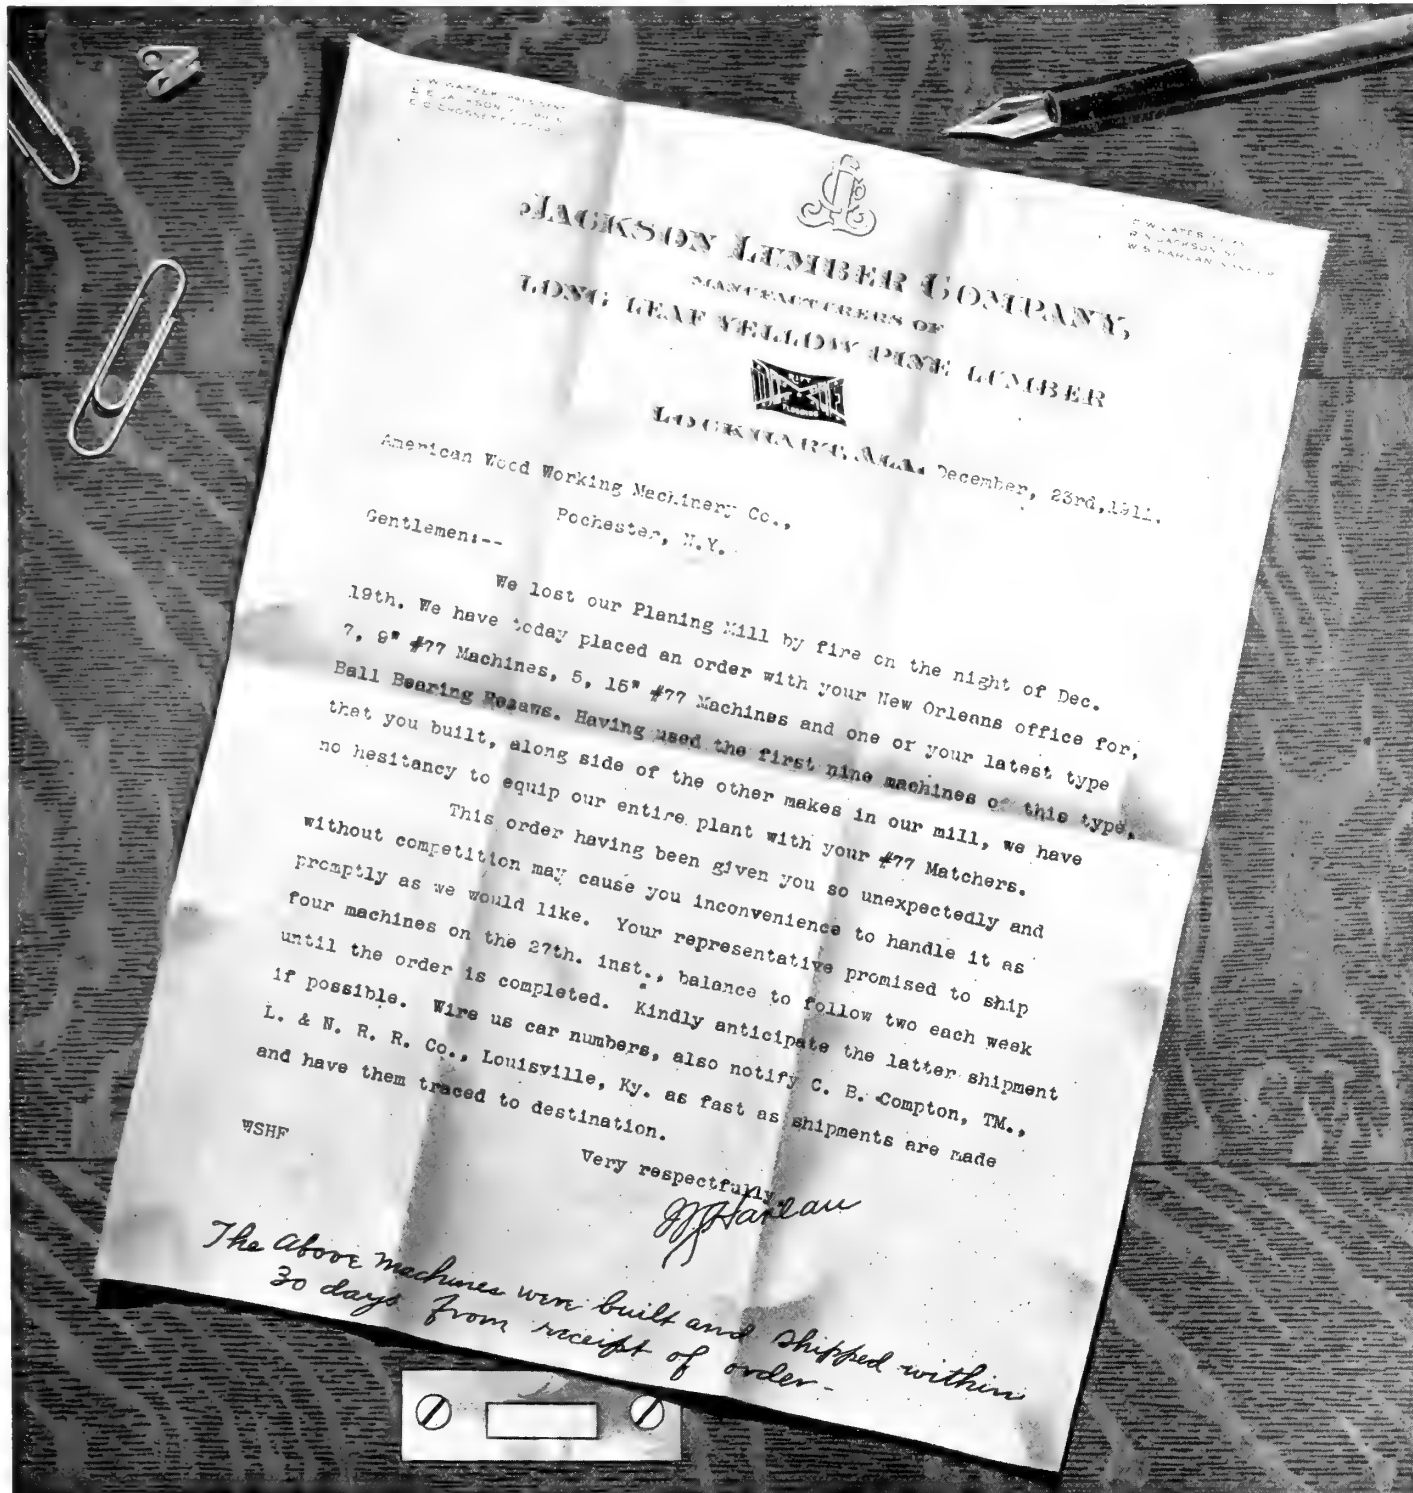 E. E. JACKSON
E. C. CROSSETT
R. N. JACKSON
W. S. HARLAN, MANAGER
JACKSON LUMBER COMPANY,
MANUFACTURERS OF
LONG LEAF YELLOW PINE LUMBER
RIFT
FLOORING
LOCKHART, ALA. December, 23rd,1911.
American Wood Working Machinery Co.,
Rochester, N.Y.
Gentlemen:--
We lost our Planing Mill by fire on the night of Dec.
19th. We have today placed an order with your New Orleans office for,
7, 9" #77 Machines, 5, 15" #77 Machines and one or your latest type
Ball Bearing Resaws. Having used the first nine machines of this type,
that you built, along side of the other makes in our mill, we have
no hesitancy to equip our entire plant with your #77 Matchers.
This order having been given you so unexpectedly and
without competition may cause you inconvenience to handle it as
promptly as we would like. Your representative promised to ship
four machines on the 27th. inst., balance to follow two each week
until the order is completed. Kindly anticipate the latter shipment
if possible. Wire us car numbers, also notify C. B. Compton, TM.,
L. & N. R. R. Co., Louisville, Ky. as fast as shipments are made
and have them traced to destination.
WSHF
Very respectfully,
WSHarlan
The above machines were built and shipped within
30 days from receipt of order-